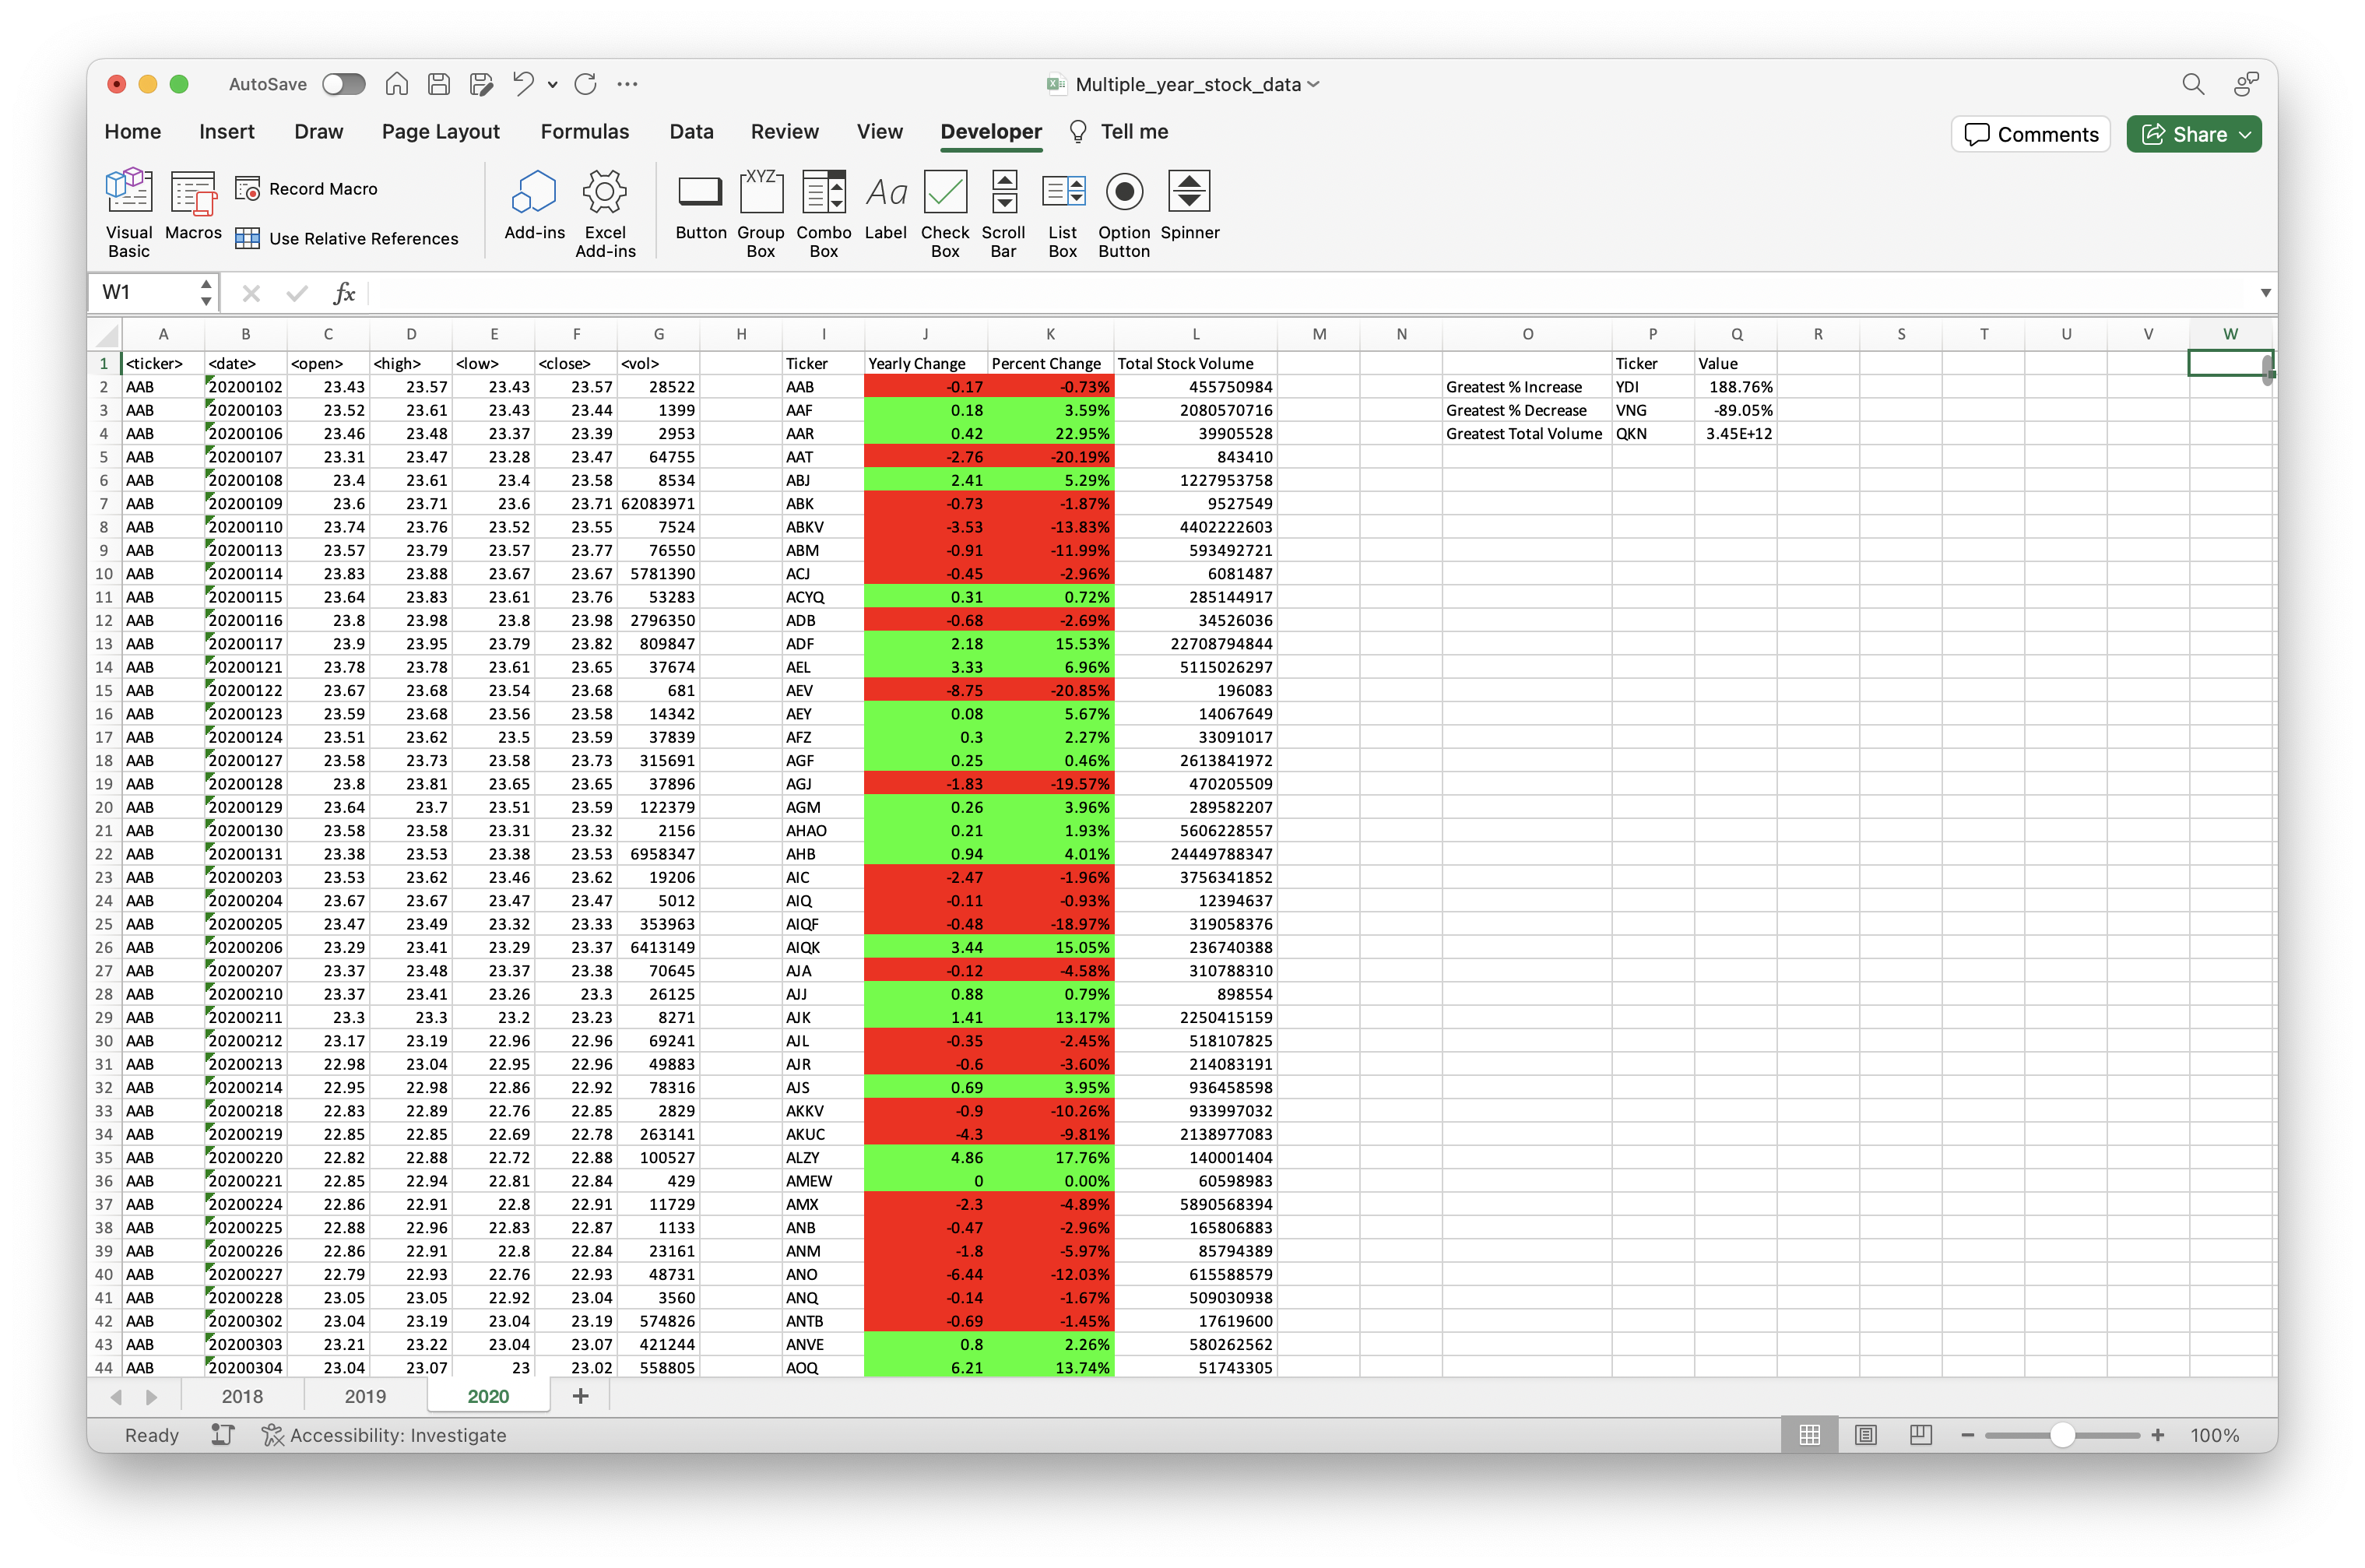 AutoSave
Multiple_year_stock_data
Home Insert Draw Page Layout Formulas Data Review View Developer Tell me Comments Share
Visual Basic Macros Record Macro Use Relative References Add-ins Excel Add-ins Button Group Box XYZ Combo Box Aa Label Check Box Scroll Bar List Box Option Button Spinner
W1 fx
A B C D E F G H I J K L M N O P Q R S T U V W
1 <ticker> <date> <open> <high> <low> <close> <vol> Ticker Yearly Change Percent Change Total Stock Volume Ticker Value
2 AAB 20200102 23.43 23.57 23.43 23.57 28522 AAB -0.17 -0.73% 455750984 Greatest % Increase YDI 188.76%
3 AAB 20200103 23.52 23.61 23.43 23.44 1399 AAF 0.18 3.59% 2080570716 Greatest % Decrease VNG -89.05%
4 AAB 20200106 23.46 23.48 23.37 23.39 2953 AAR 0.42 22.95% 39905528 Greatest Total Volume QKN 3.45E+12
5 AAB 20200107 23.31 23.47 23.28 23.47 64755 AAT -2.76 -20.19% 843410
6 AAB 20200108 23.4 23.61 23.4 23.58 8534 ABJ 2.41 5.29% 1227953758
7 AAB 20200109 23.6 23.71 23.6 23.71 62083971 ABK -0.73 -1.87% 9527549
8 AAB 20200110 23.74 23.76 23.52 23.55 7524 ABKV -3.53 -13.83% 4402222603
9 AAB 20200113 23.57 23.79 23.57 23.77 76550 ABM -0.91 -11.99% 593492721
10 AAB 20200114 23.83 23.88 23.67 23.67 5781390 ACJ -0.45 -2.96% 6081487
11 AAB 20200115 23.64 23.83 23.61 23.76 53283 ACYQ 0.31 0.72% 285144917
12 AAB 20200116 23.8 23.98 23.8 23.98 2796350 ADB -0.68 -2.69% 34526036
13 AAB 20200117 23.9 23.95 23.79 23.82 809847 ADF 2.18 15.53% 22708794844
14 AAB 20200121 23.78 23.78 23.61 23.65 37674 AEL 3.33 6.96% 5115026297
15 AAB 20200122 23.67 23.68 23.54 23.68 681 AEV -8.75 -20.85% 196083
16 AAB 20200123 23.59 23.68 23.56 23.58 14342 AEY 0.08 5.67% 14067649
17 AAB 20200124 23.51 23.62 23.5 23.59 37839 AFZ 0.3 2.27% 33091017
18 AAB 20200127 23.58 23.73 23.58 23.73 315691 AGF 0.25 0.46% 2613841972
19 AAB 20200128 23.8 23.81 23.65 23.65 37896 AGJ -1.83 -19.57% 470205509
20 AAB 20200129 23.64 23.7 23.51 23.59 122379 AGM 0.26 3.96% 289582207
21 AAB 20200130 23.58 23.58 23.31 23.32 2156 AHAO 0.21 1.93% 5606228557
22 AAB 20200131 23.38 23.53 23.38 23.53 6958347 AHB 0.94 4.01% 24449788347
23 AAB 20200203 23.53 23.62 23.46 23.62 19206 AIC -2.47 -1.96% 3756341852
24 AAB 20200204 23.67 23.67 23.47 23.47 5012 AIQ -0.11 -0.93% 12394637
25 AAB 20200205 23.47 23.49 23.32 23.33 353963 AIQF -0.48 -18.97% 319058376
26 AAB 20200206 23.29 23.41 23.29 23.37 6413149 AIQK 3.44 15.05% 236740388
27 AAB 20200207 23.37 23.48 23.37 23.38 70645 AJA -0.12 -4.58% 310788310
28 AAB 20200210 23.37 23.41 23.26 23.3 26125 AJJ 0.88 0.79% 898554
29 AAB 20200211 23.3 23.3 23.2 23.23 8271 AJK 1.41 13.17% 2250415159
30 AAB 20200212 23.17 23.19 22.96 22.96 69241 AJL -0.35 -2.45% 518107825
31 AAB 20200213 22.98 23.04 22.95 22.96 49883 AJR -0.6 -3.60% 214083191
32 AAB 20200214 22.95 22.98 22.86 22.92 78316 AJS 0.69 3.95% 936458598
33 AAB 20200218 22.83 22.89 22.76 22.85 2829 AKKV -0.9 -10.26% 933997032
34 AAB 20200219 22.85 22.85 22.69 22.78 263141 AKUC -4.3 -9.81% 2138977083
35 AAB 20200220 22.82 22.88 22.72 22.88 100527 ALZY 4.86 17.76% 140001404
36 AAB 20200221 22.85 22.94 22.81 22.84 429 AMEW 0 0.00% 60598983
37 AAB 20200224 22.86 22.91 22.8 22.91 11729 AMX -2.3 -4.89% 5890568394
38 AAB 20200225 22.88 22.96 22.83 22.87 1133 ANB -0.47 -2.96% 165806883
39 AAB 20200226 22.86 22.91 22.8 22.84 23161 ANM -1.8 -5.97% 85794389
40 AAB 20200227 22.79 22.93 22.76 22.93 48731 ANO -6.44 -12.03% 615588579
41 AAB 20200228 23.05 23.05 22.92 23.04 3560 ANQ -0.14 -1.67% 509030938
42 AAB 20200302 23.04 23.19 23.04 23.19 574826 ANTB -0.69 -1.45% 17619600
43 AAB 20200303 23.21 23.22 23.04 23.07 421244 ANVE 0.8 2.26% 580262562
44 AAB 20200304 23.04 23.07 23 23.02 558805 AOQ 6.21 13.74% 51743305
2018 2019 2020
Ready Accessibility: Investigate 100%